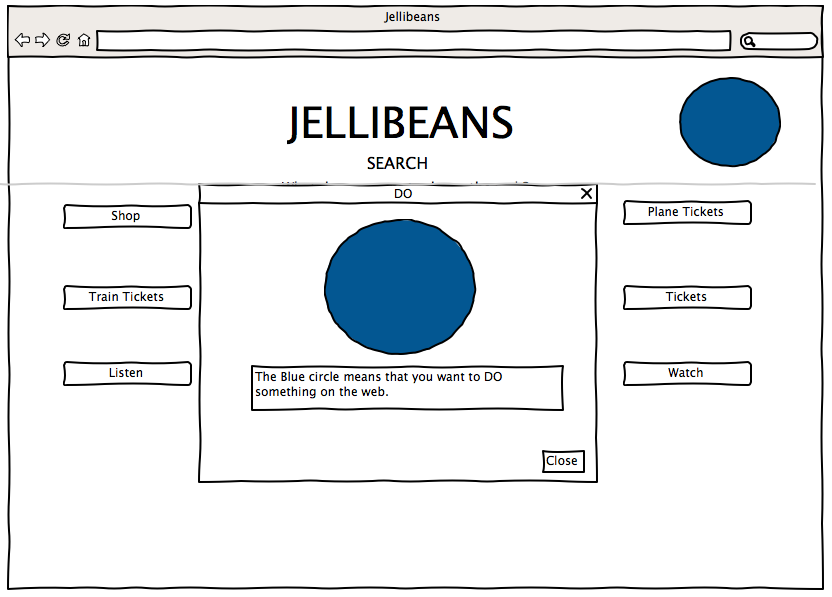 Jellibeans
JELLIBEANS
SEARCH
DO
Shop
Plane Tickets
Train Tickets
Tickets
Listen
Watch
The Blue circle means that you want to DO
something on the web.
Close